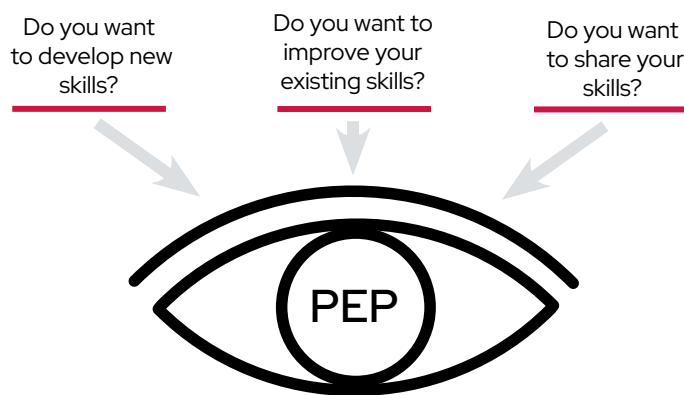 Do you want
to develop new
skills?
Do you want to
improve your
existing skills?
Do you want
to share your
skills?
PEP